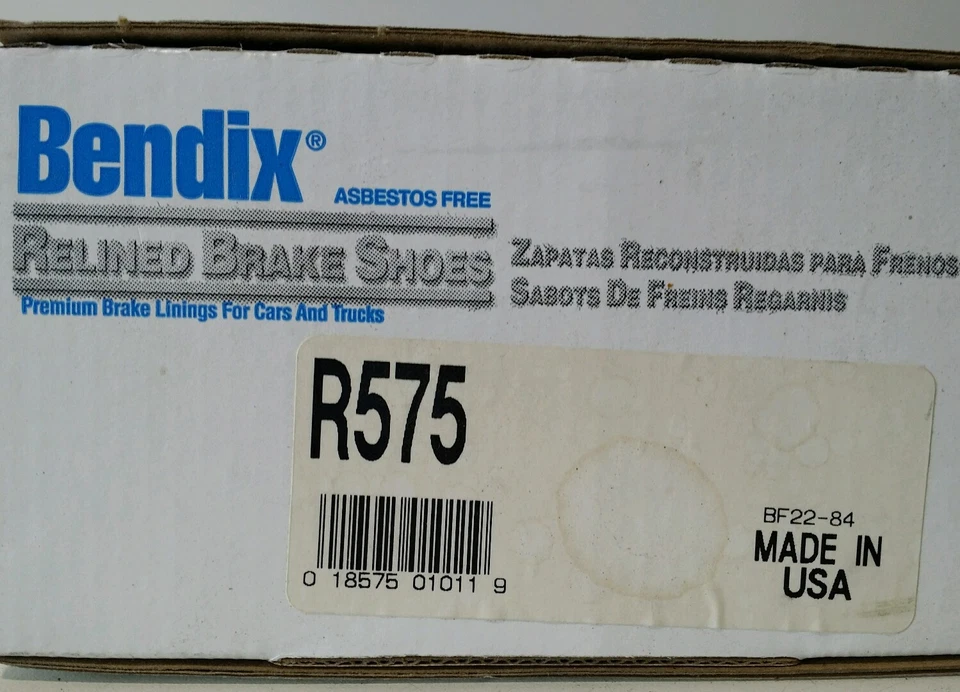 Bendix®
ASBESTOS FREE
RELINED BRAKE SHOES
Premium Brake Linings For Cars And Trucks
ZAPATAS RECONSTRUIDAS PARA FRENOS
SABOTS DE FREINS REGARNIS
R575
0 18575 01011 9
BF22-84
MADE IN
USA